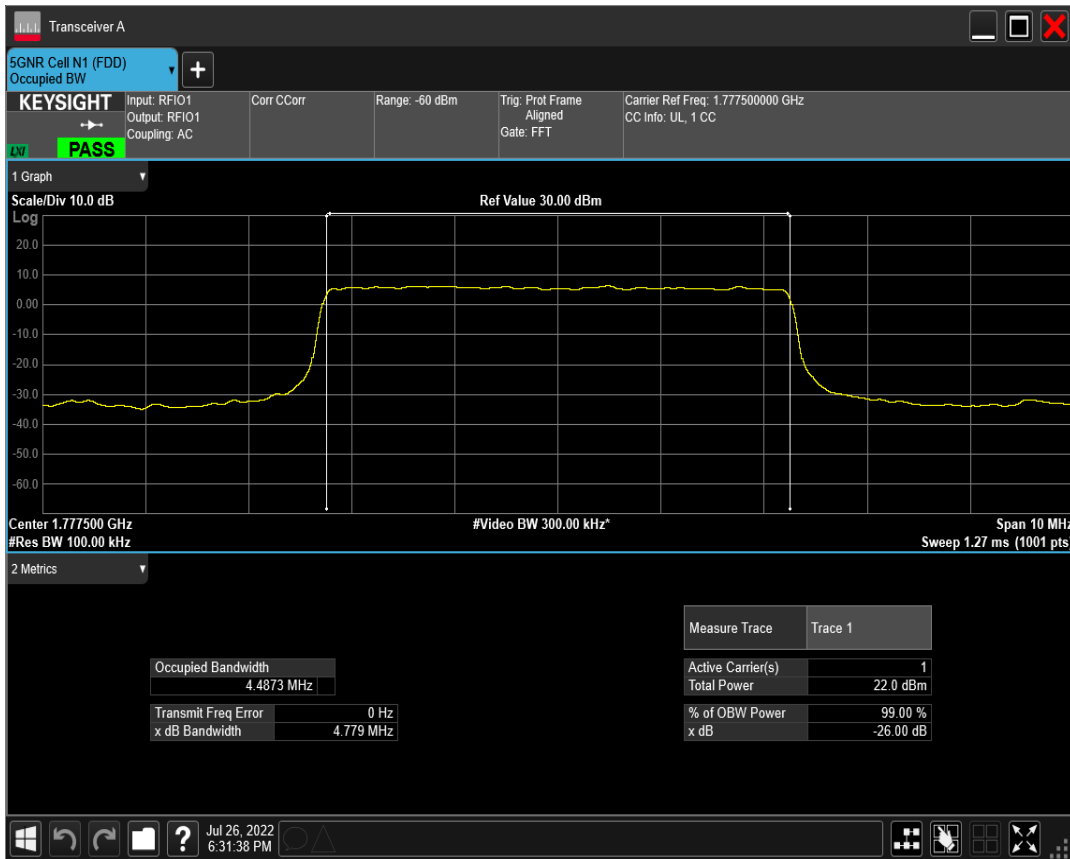 Transceiver A
5GNR Cell N1 (FDD)
Occupied BW
+
KEYSIGHT
LXI
PASS
Input: RFIO1
Output: RFIO1
Coupling: AC
Corr CCorr
Range: -60 dBm
Trig: Prot Frame
Aligned
Gate: FFT
Carrier Ref Freq: 1.777500000 GHz
CC Info: UL, 1 CC
1 Graph
Scale/Div 10.0 dB
Ref Value 30.00 dBm
Log
20.0
10.0
0.00
-10.0
-20.0
-30.0
-40.0
-50.0
-60.0
Center 1.777500 GHz
#Video BW 300.00 kHz*
Span 10 MHz
#Res BW 100.00 kHz
Sweep 1.27 ms (1001 pts)
2 Metrics
Measure Trace Trace 1
Occupied Bandwidth
4.4873 MHz
Active Carrier(s) 1
Total Power 22.0 dBm
Transmit Freq Error 0 Hz
x dB Bandwidth 4.779 MHz
% of OBW Power 99.00 %
x dB -26.00 dB
?
Jul 26, 2022
6:31:38 PM